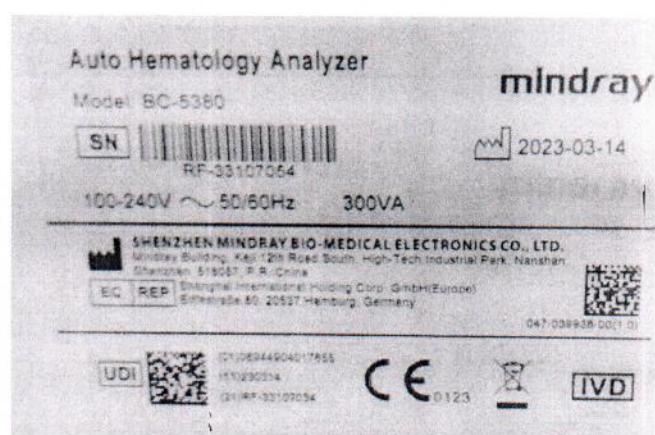 Auto Hematology Analyzer
mindray
Model: BC-5380
SN
RF-33107054
2023-03-14
100-240V ～ 50/60Hz 300VA
SHENZHEN MINDRAY BIO-MEDICAL ELECTRONICS CO., LTD.
Mindray Building, Keji 12th Road South, High-Tech Industrial Park, Nanshan,
Shenzhen 518057, P.R.China
EC REP
Shanghai International Holding Corp. GmbH(Europe)
Eiffestraße 80, 20537 Hamburg, Germany
047-039938-00(1.0)
UDI
(01)06944904017655
(11)230314
(21)RF-33107054
CE 0123
IVD